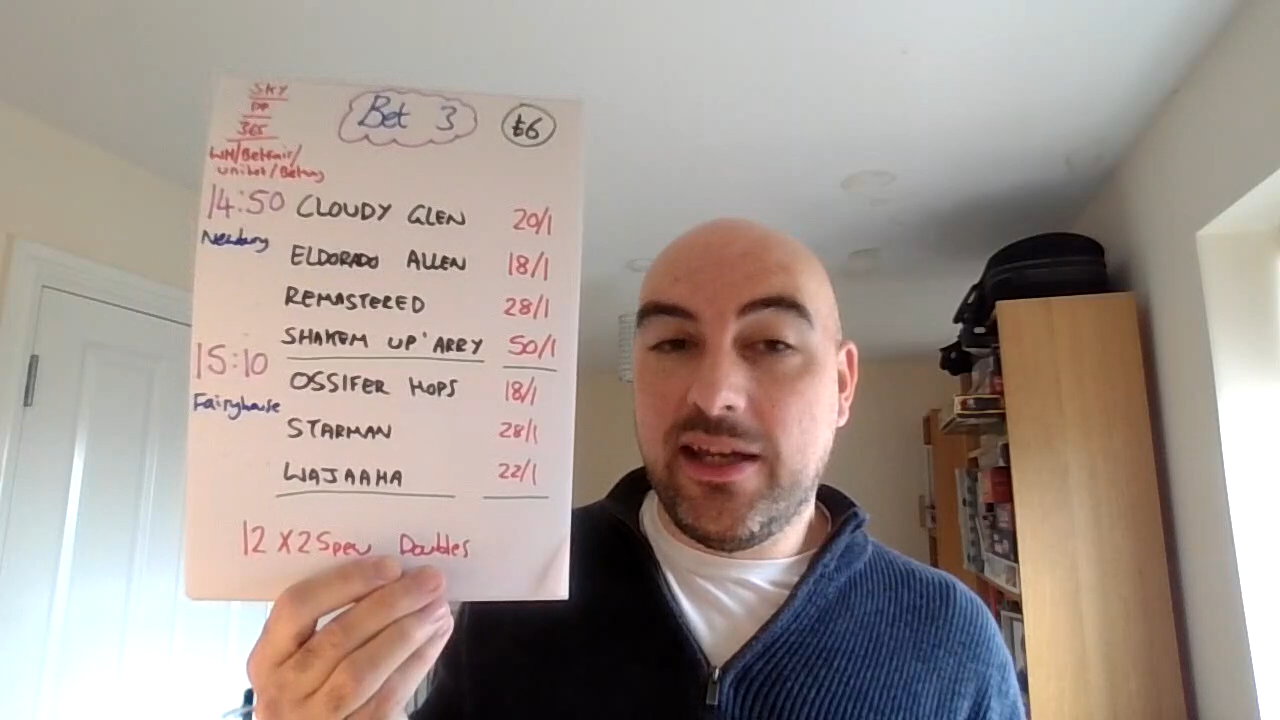 SKY
PP
365
WH/Betfair/
Unibet/Betway
Bet 3
£6
14:50 CLOUDY GLEN 20/1
Newbury
ELDORADO ALLEN 18/1
REMASTERED 28/1
SHAKEM UP'ARRY 50/1
15:10
OSSIFER HOPS 18/1
Fairyhouse
STARMAN 28/1
WAJAAHA 22/1
12 X 25pew Doubles